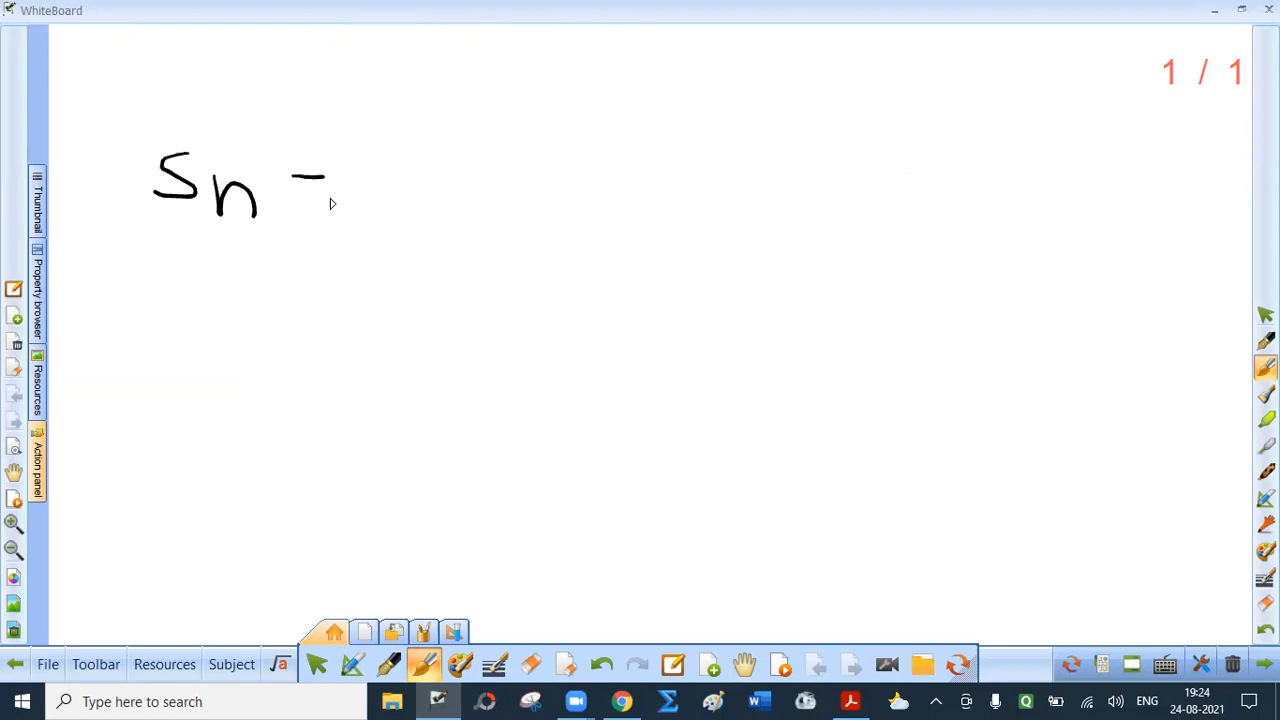 WhiteBoard
1 / 1
Sn -
Thumbnail
Property browser
Resources
Action panel
File Toolbar Resources Subject √a
Type here to search
W
ENG
19:24
24-08-2021